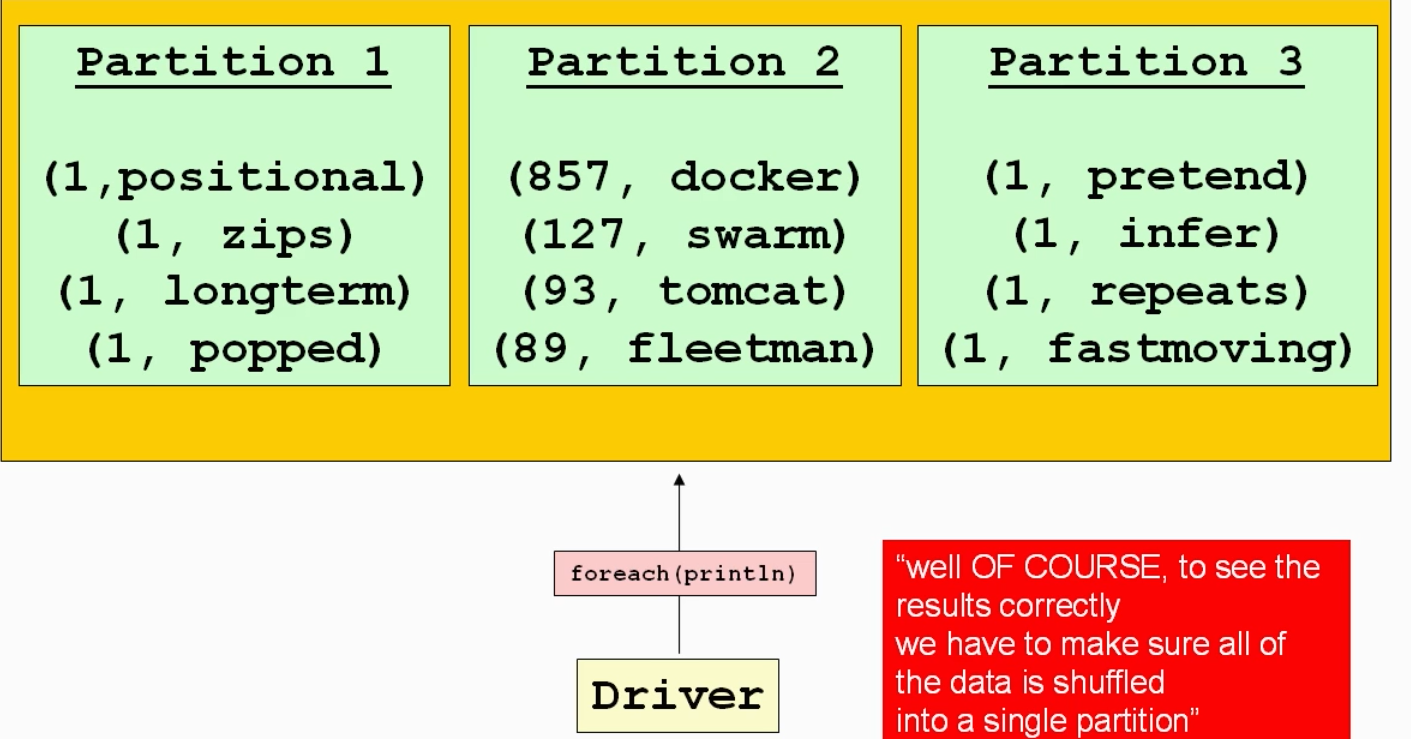 Partition 1
(1,positional)
(1, zips)
(1, longterm)
(1, popped)
Partition 2
(857, docker)
(127, swarm)
(93, tomcat)
(89, fleetman)
Partition 3
(1, pretend)
(1, infer)
(1, repeats)
(1, fastmoving)
foreach(println)
Driver
“well OF COURSE, to see the
results correctly
we have to make sure all of
the data is shuffled
into a single partition”